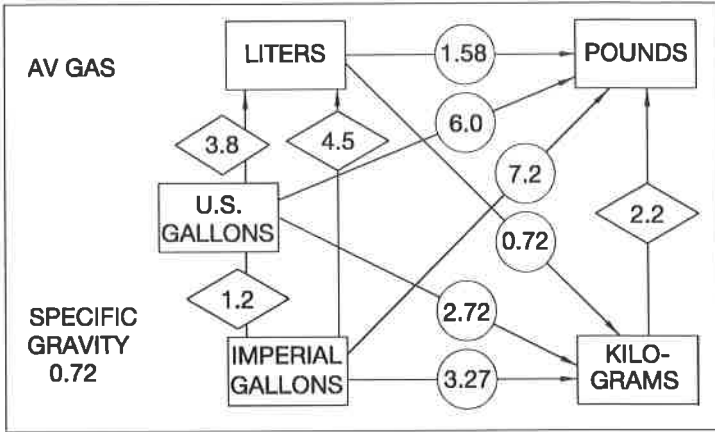 AV GAS
LITERS
1.58
POUNDS
3.8
4.5
6.0
7.2
U.S.
GALLONS
2.2
0.72
1.2
2.72
SPECIFIC
GRAVITY
0.72
IMPERIAL
GALLONS
3.27
KILO-
GRAMS